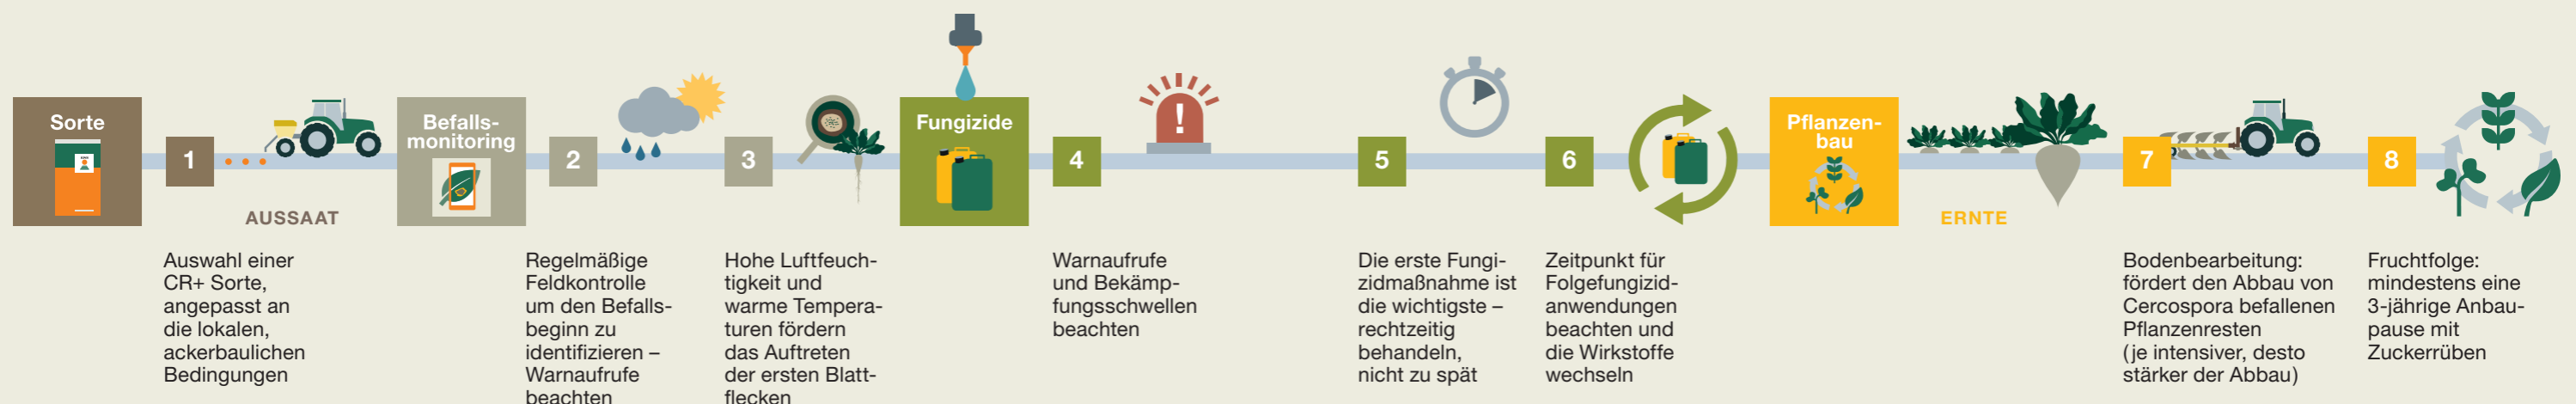 Sorte
1
AUSSAAT
Auswahl einer
CR+ Sorte,
angepasst an
die lokalen,
ackerbaulichen
Bedingungen
Befalls-
monitoring
2
Regelmäßige
Feldkontrolle
um den Befalls-
beginn zu
identifizieren –
Warnaufrufe
beachten
3
Hohe Luftfeuch-
tigkeit und
warme Tempera-
turen fördern
das Auftreten
der ersten Blatt-
flecken
Fungizide
4
!
Warnaufrufe
und Bekämp-
fungsschwellen
beachten
5
Die erste Fungi-
zidmaßnahme ist
die wichtigste –
rechtzeitig
behandeln,
nicht zu spät
6
Zeitpunkt für
Folgefungizid-
anwendungen
beachten und
die Wirkstoffe
wechseln
Pflanzen-
bau
ERNTE
7
Bodenbearbeitung:
fördert den Abbau von
Cercospora befallenen
Pflanzenresten
(je intensiver, desto
stärker der Abbau)
8
Fruchtfolge:
mindestens eine
3-jährige Anbau-
pause mit
Zuckerrüben